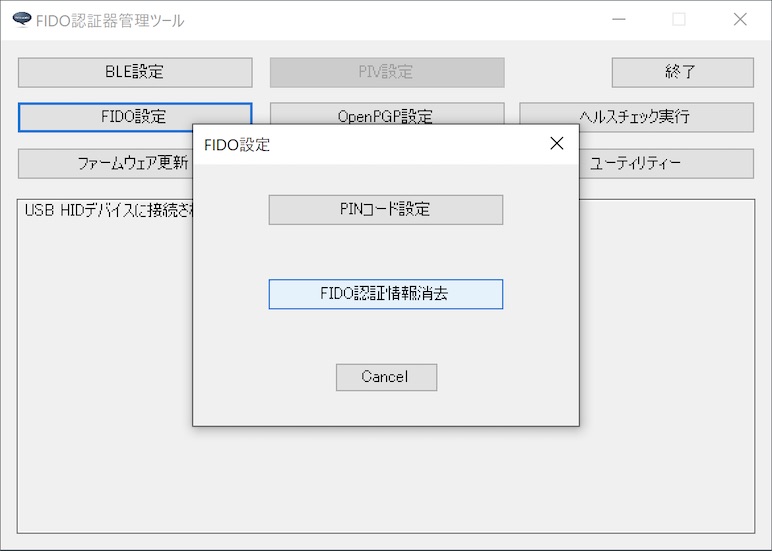 FIDO認証器管理ツール
BLE設定
PIV設定
終了
FIDO設定
OpenPGP設定
ヘルスチェック実行
ファームウェア更新
ユーティリティー
USB HIDデバイスに接続さ
FIDO設定
PINコード設定
FIDO認証情報消去
Cancel